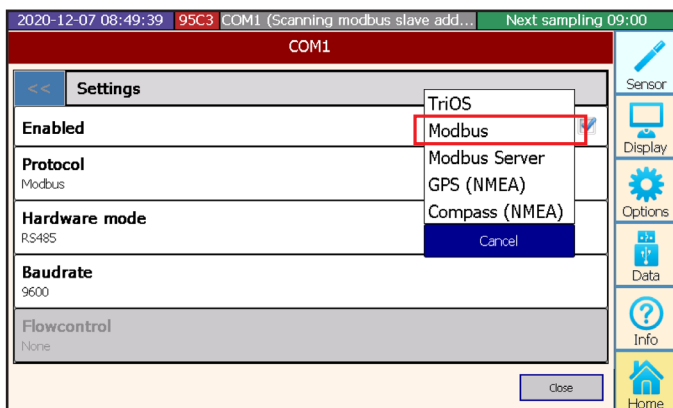 2020-12-07 08:49:39 95C3 COM1 (Scanning modbus slave add... Next sampling 09:00
COM1
<< Settings
Enabled
Protocol
Modbus
Hardware mode
RS485
Baudrate
9600
Flowcontrol
None
TriOS
Modbus
Modbus Server
GPS (NMEA)
Compass (NMEA)
Cancel
Close
Sensor
Display
Options
Data
Info
Home